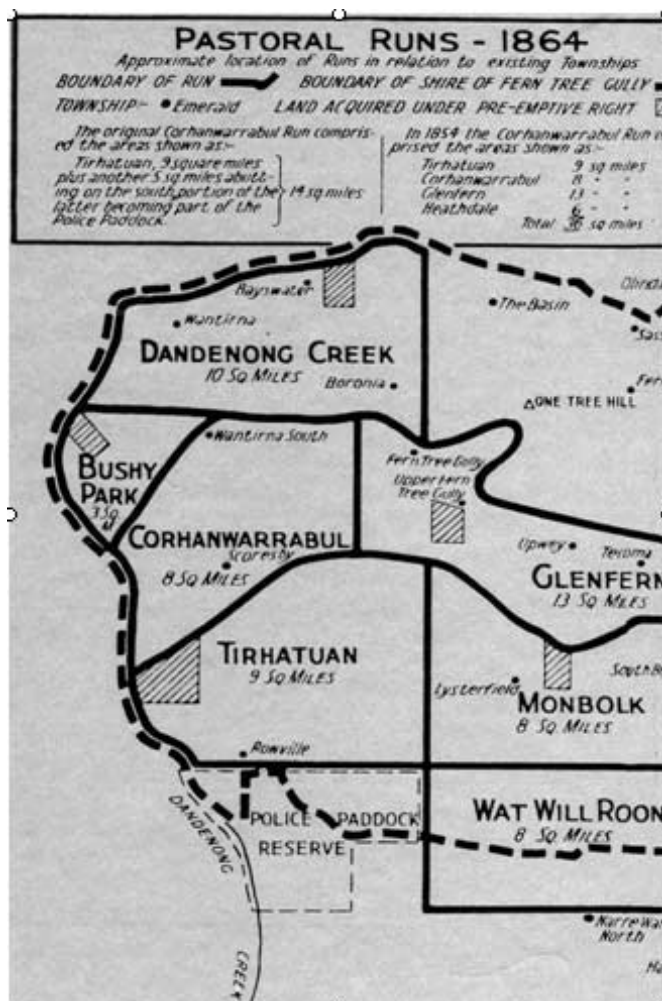 PASTORAL RUNS - 1864
Approximate location of Runs in relation to existing Townships
BOUNDARY OF RUN BOUNDARY OF SHIRE OF FERN TREE GULLY
TOWNSHIP:- • Emerald LAND ACQUIRED UNDER PRE-EMPTIVE RIGHT
The original Corhanwarrabul Run compris-
ed the areas shown as:-
Tirhatuan, 9 square miles
plus another 5 sq miles abutt-
ing on the south portion of the
latter becoming part of the
Police Paddock.
14 sq miles
In 1854 the Corhanwarrabul Run
prised the areas shown as:-
Tirhatuan 9 sq miles
Corhanwarrabul 8 " "
Glenfern 13 " "
Heathdale 6 " "
Total 36 sq miles
Bayswater
The Basin
Wantirna
DANDENONG CREEK
10 SQ MILES
Boronia
ONE TREE HILL
Wantirna South
BUSHY
PARK
3 SQ
Fern Tree Gully
Upper Fern
Tree Gully
CORHANWARRABUL
Scoresby
8 SQ MILES
Upwey
Tecoma
GLENFERN
13 SQ MILES
TIRHATUAN
9 SQ MILES
Lysterfield
MONBOLK
8 SQ MILES
Rowville
DANDENONG
CREEK
POLICE PADDOCK
RESERVE
WAT WILL ROON
8 SQ MILES
North